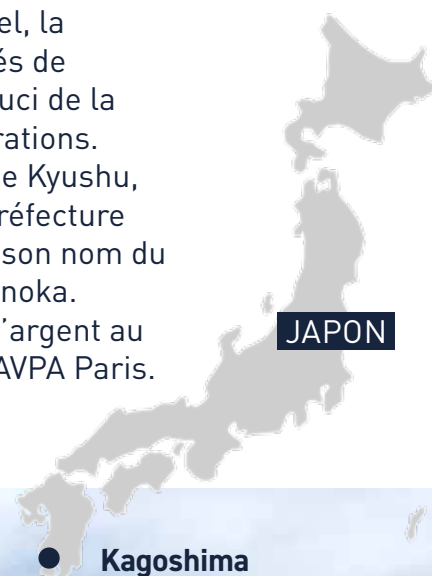 el, la
és de
uci de la
rations.
e Kyushu,
réfecture
son nom du
noka.
'argent au
AVPA Paris.
JAPON
Kagoshima